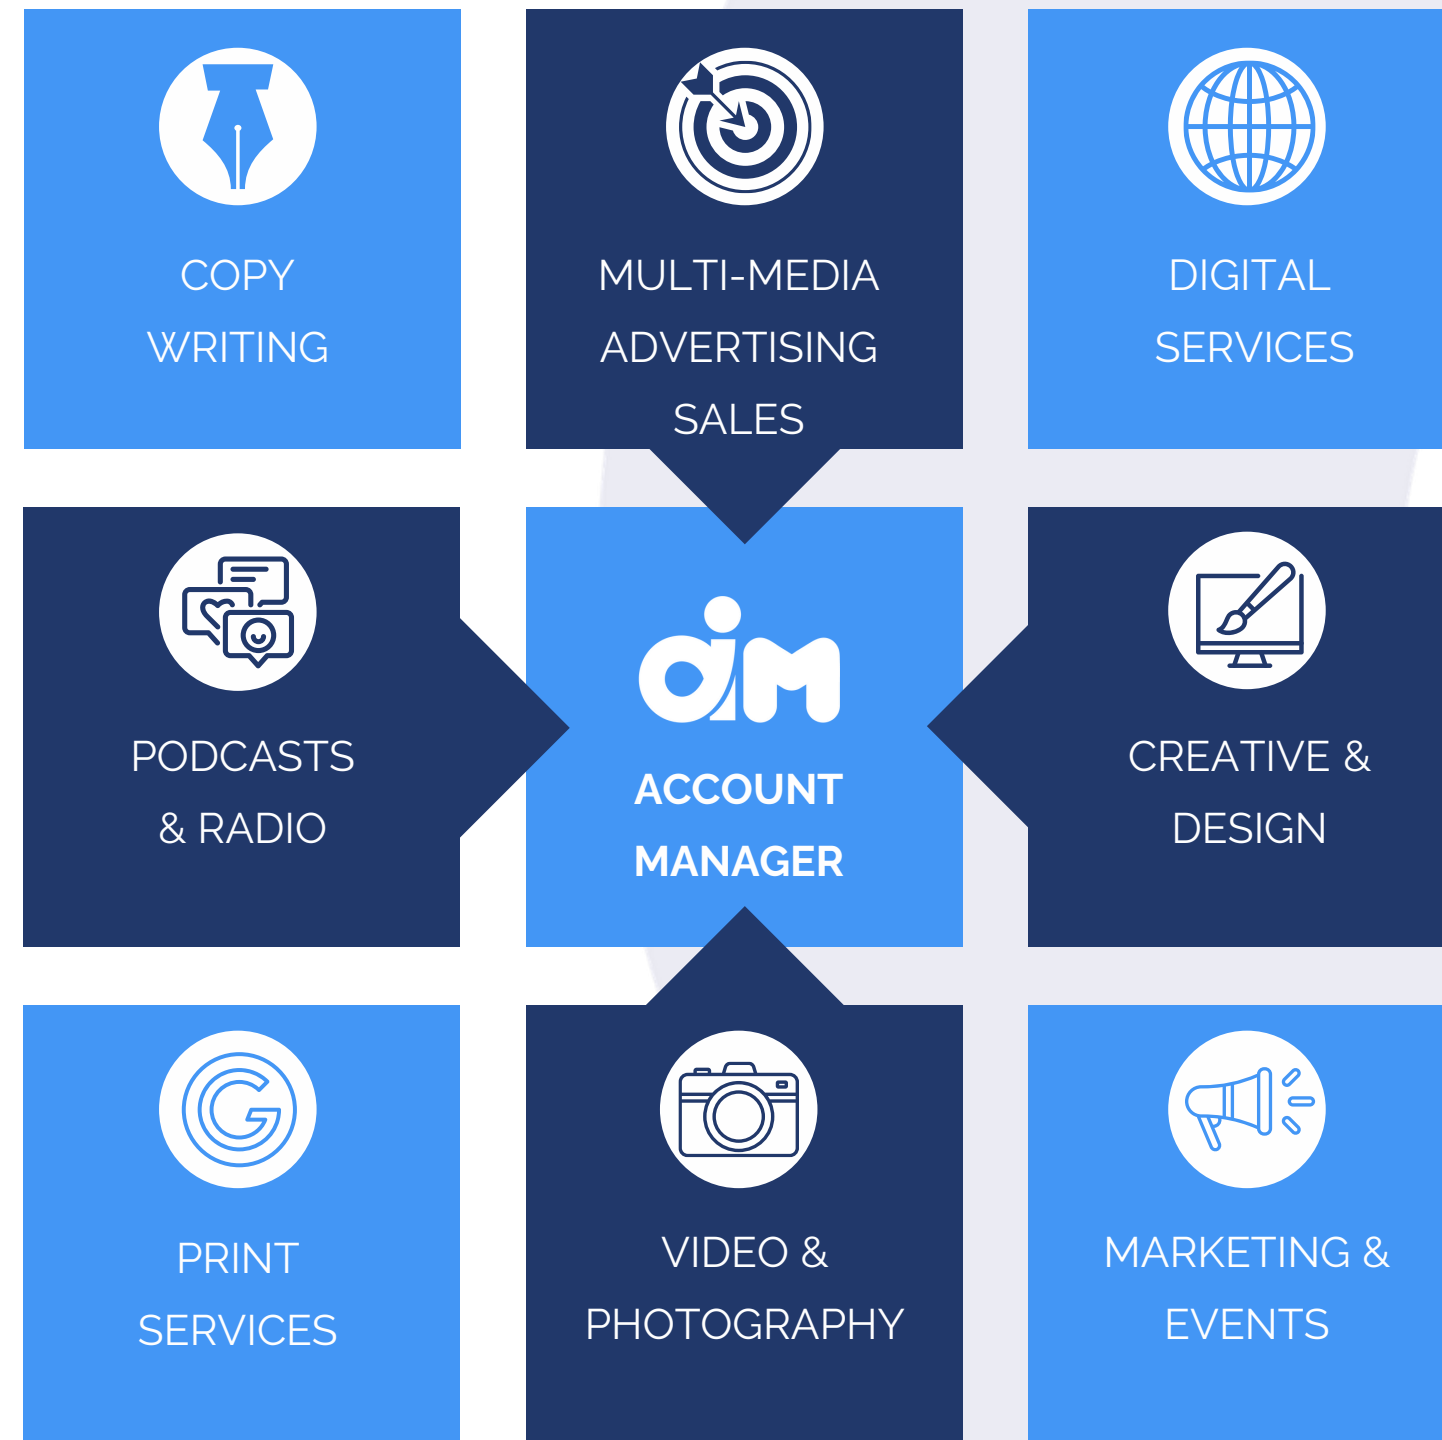 COPY
WRITING
MULTI-MEDIA
ADVERTISING
SALES
DIGITAL
SERVICES
PODCASTS
& RADIO
aim
ACCOUNT
MANAGER
CREATIVE &
DESIGN
G
PRINT
SERVICES
VIDEO &
PHOTOGRAPHY
MARKETING &
EVENTS